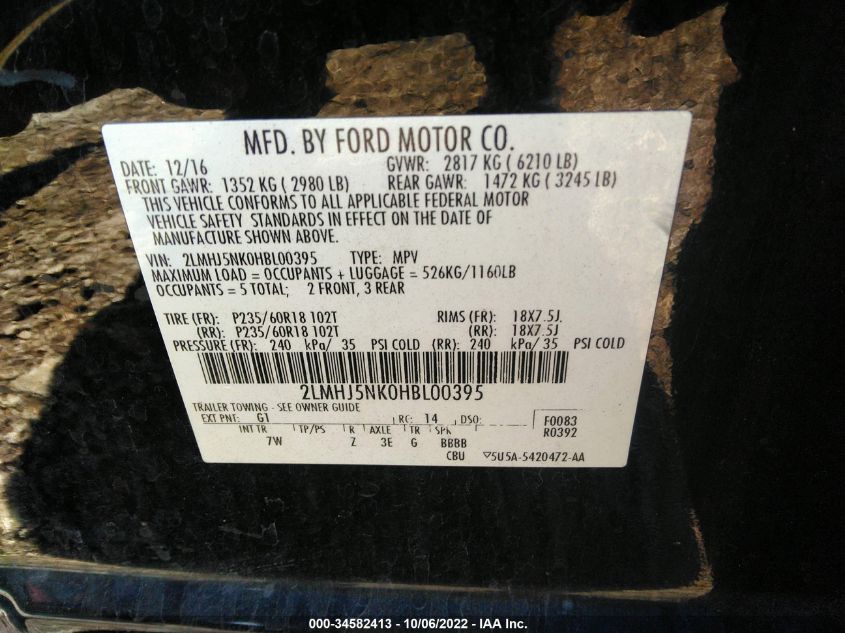 MFD. BY FORD MOTOR CO.
DATE: 12/16 GVWR: 2817 KG ( 6210 LB)
FRONT GAWR: 1352 KG ( 2980 LB) REAR GAWR: 1472 KG ( 3245 LB)
THIS VEHICLE CONFORMS TO ALL APPLICABLE FEDERAL MOTOR
VEHICLE SAFETY STANDARDS IN EFFECT ON THE DATE OF
MANUFACTURE SHOWN ABOVE.
VIN: 2LMHJ5NK0HBL00395 TYPE: MPV
MAXIMUM LOAD = OCCUPANTS + LUGGAGE = 526KG/1160LB
OCCUPANTS = 5 TOTAL; 2 FRONT, 3 REAR
TIRE (FR): P235/60R18 102T RIMS (FR): 18X7.5J.
(RR): P235/60R18 102T (RR): 18X7.5J
PRESSURE (FR): 240 kPa/ 35 PSI COLD (RR): 240 kPa/ 35 PSI COLD
2LMHJ5NK0HBL00395
TRAILER TOWING - SEE OWNER GUIDE
EXT PNT: G1 RC: 14 DSO: F0083
R0392
INT TR TP/PS R AXLE TR SPR
7W Z 3E G BBBB
CBU ▽5U5A-5420472-AA
000-34582413 - 10/06/2022 - IAA Inc.